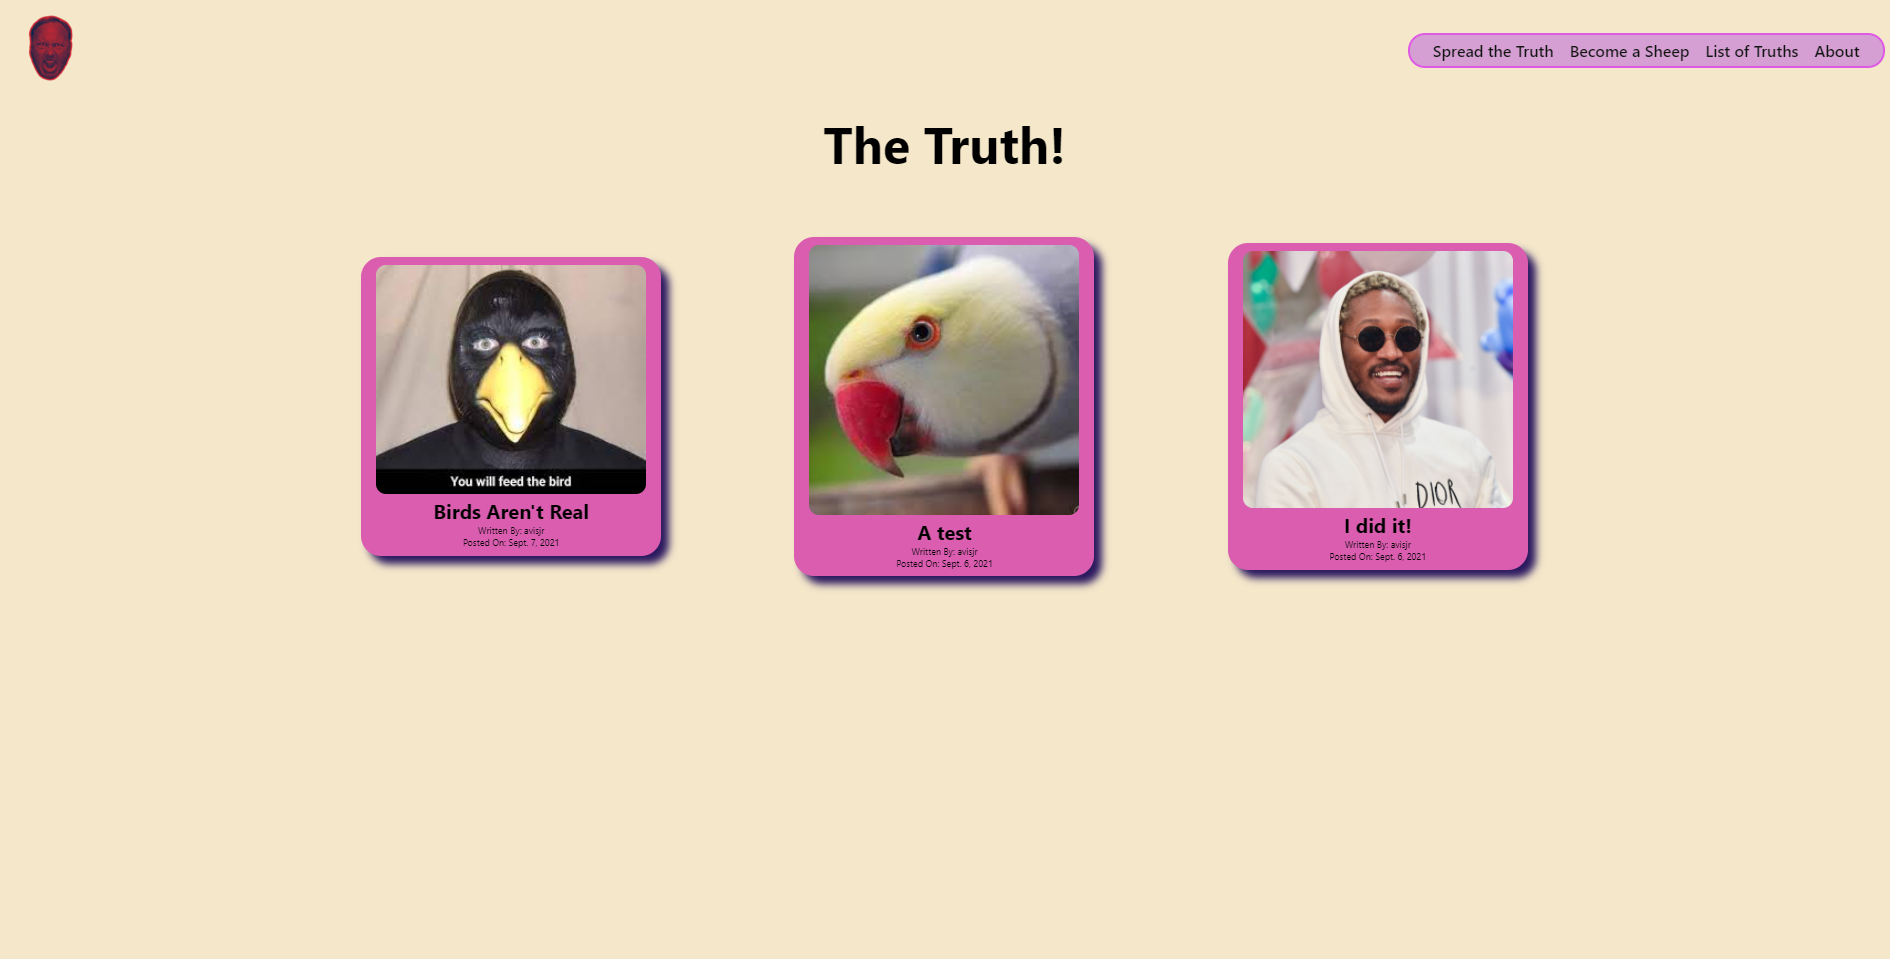 Spread the Truth Become a Sheep List of Truths About
The Truth!
You will feed the bird
Birds Aren't Real
Written By: avisjr
Posted On: Sept. 7, 2021
A test
Written By: avisjr
Posted On: Sept. 6, 2021
DIOR
I did it!
Written By: avisjr
Posted On: Sept. 6, 2021